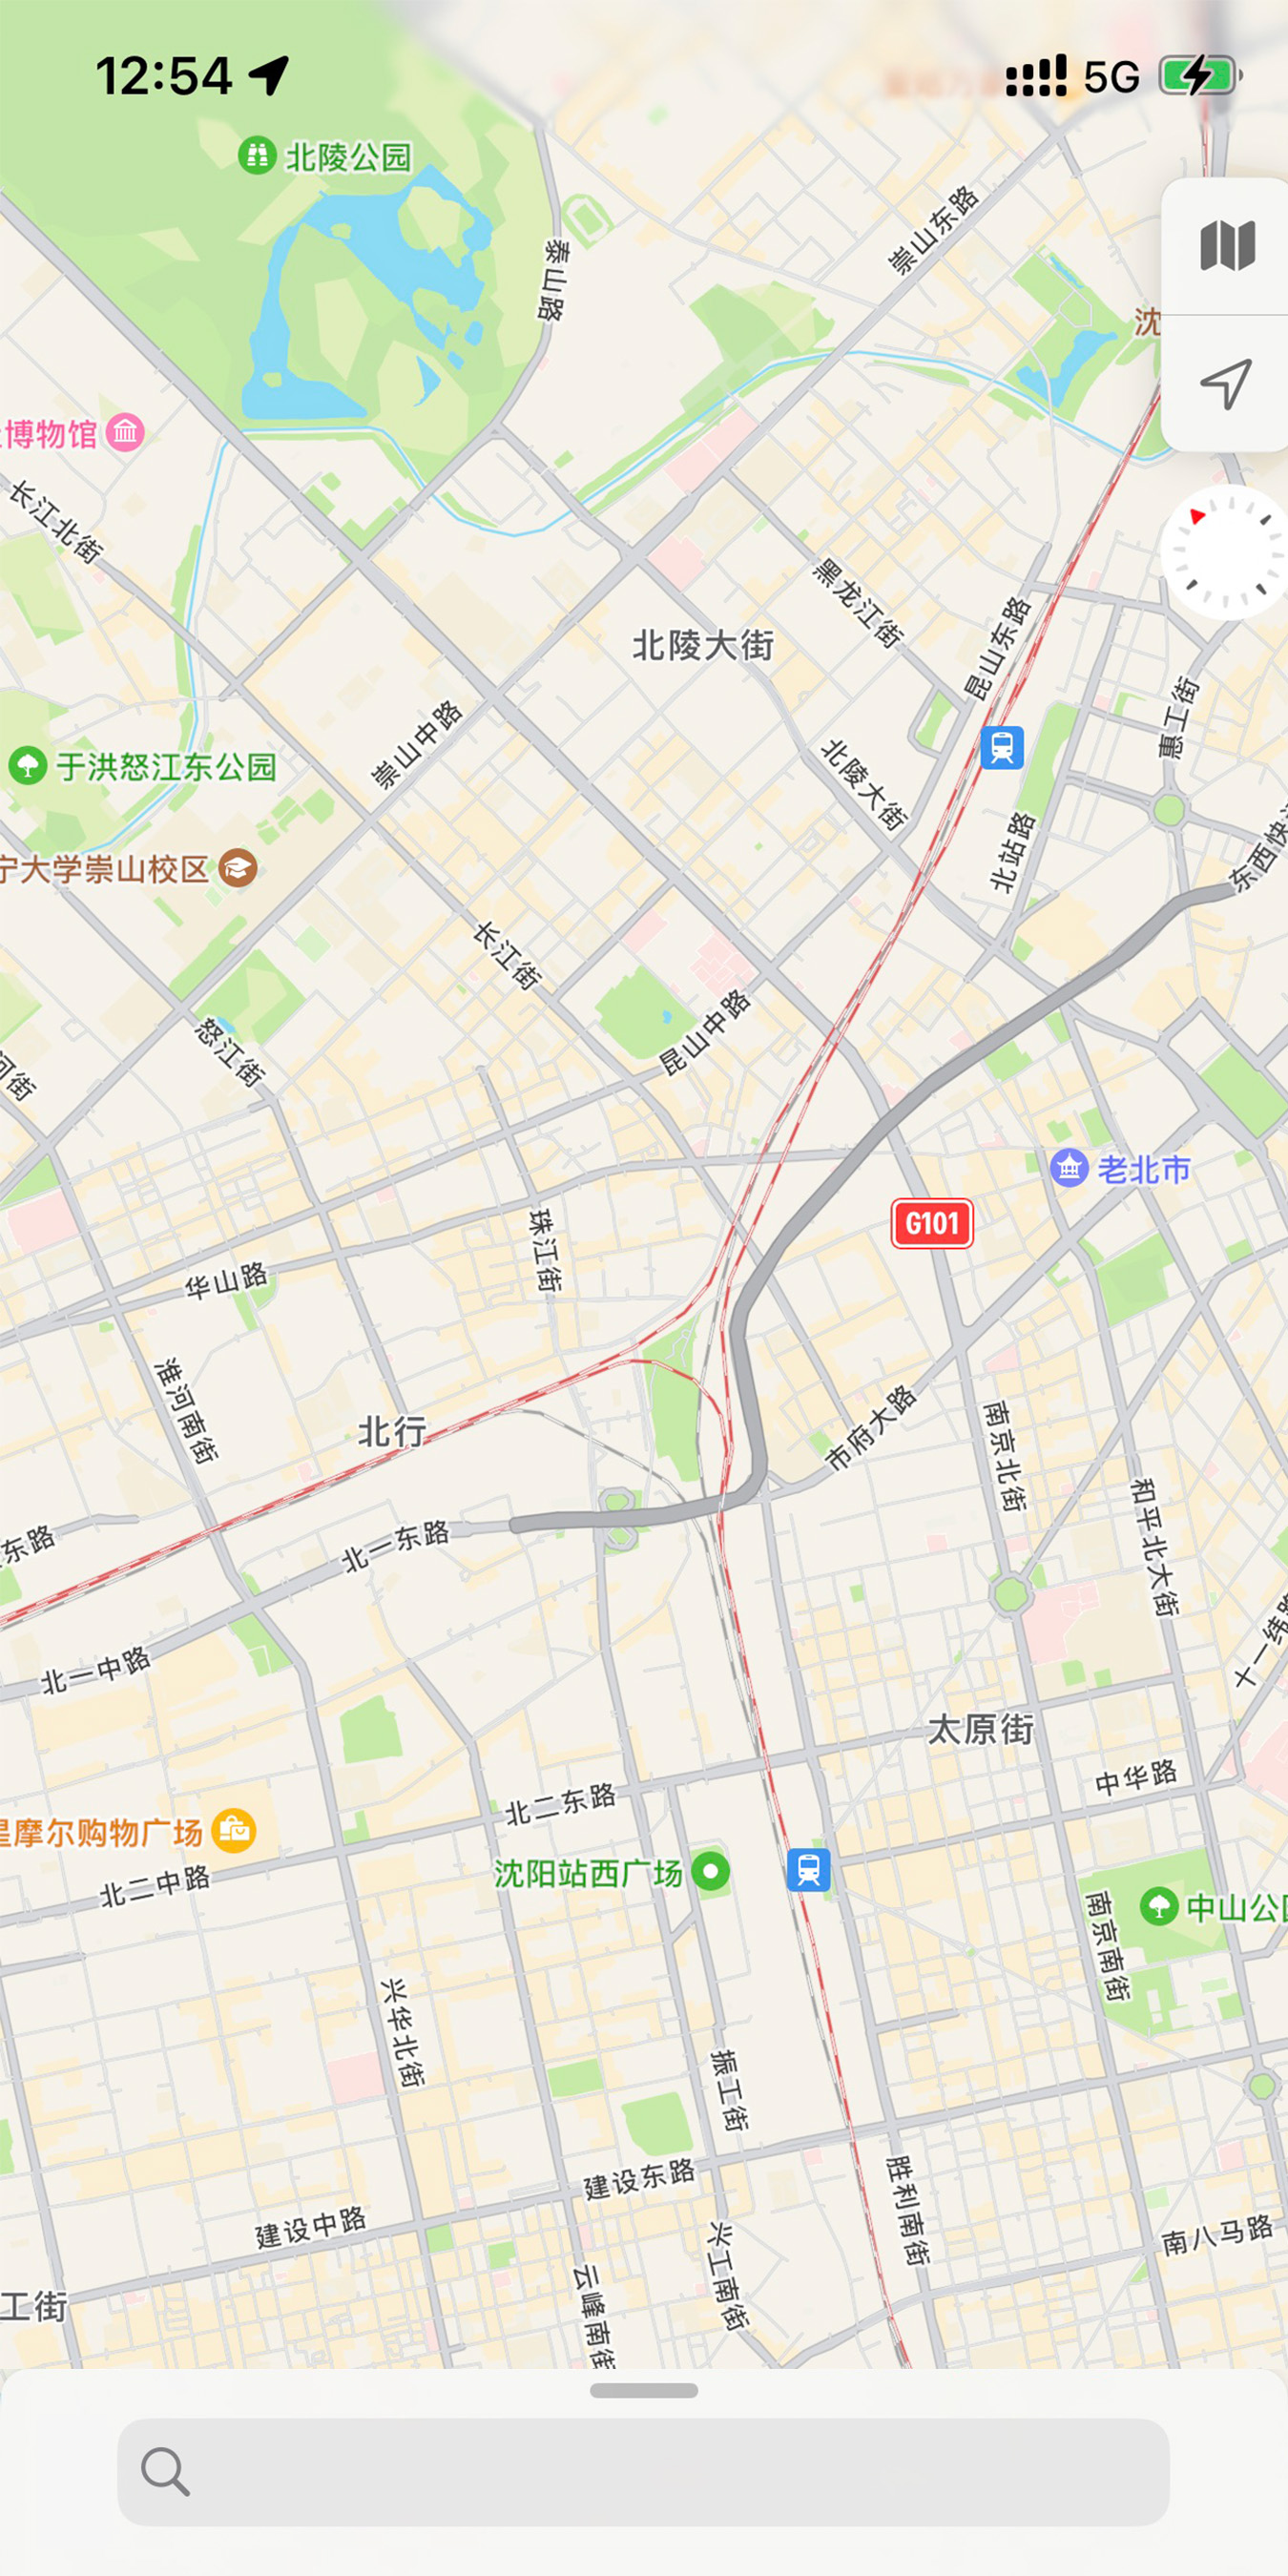 12:54
5G
北陵公园
崇山东路
泰山路
沈
博物馆
长江北街
黑龙江街
昆山东路
北陵大街
惠工街
崇山中路
北陵大街
于洪怒江东公园
北站路
东西快
宁大学崇山校区
长江街
昆山中路
怒江街
河街
老北市
G101
珠江街
华山路
淮河南街
北行
市府大路
南京北街
和平北大街
东路
北一东路
北一中路
十一纬路
太原街
中华路
北二东路
星摩尔购物广场
沈阳站西广场
北二中路
中山公园
南京南街
兴华北街
振工街
建设东路
胜利南街
建设中路
兴工南街
南八马路
云峰南街
工街